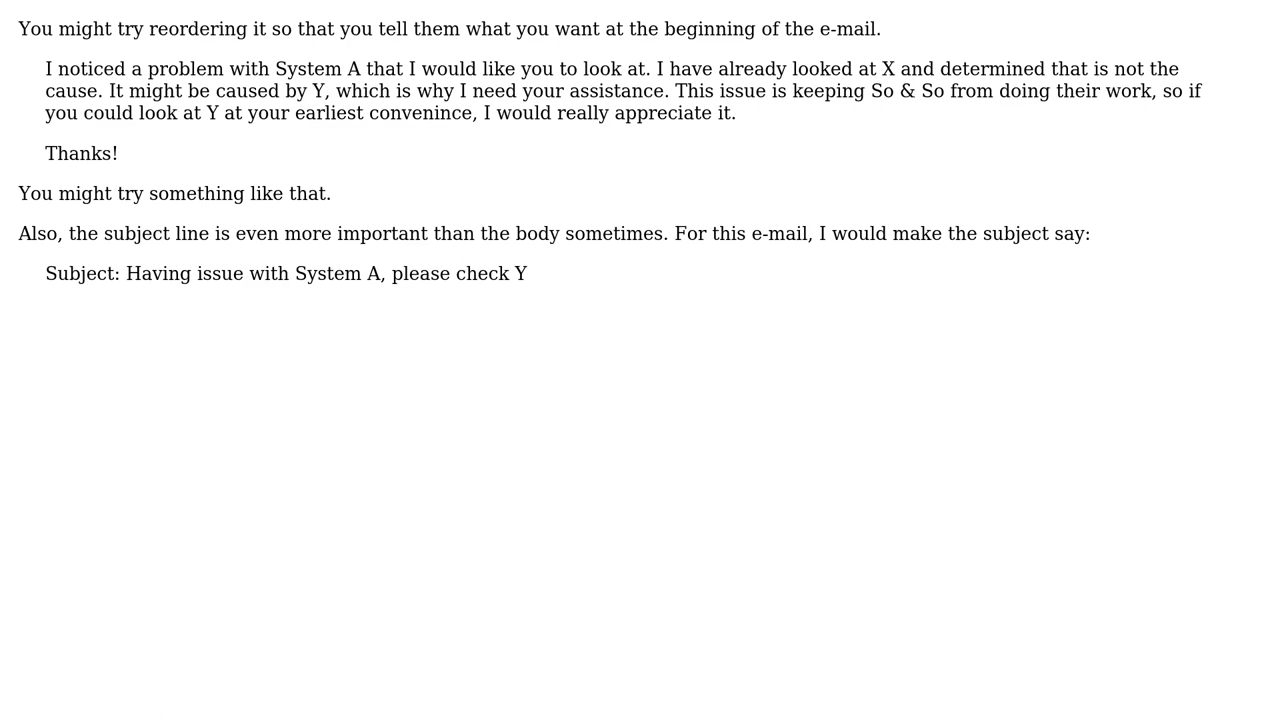 You might try reordering it so that you tell them what you want at the beginning of the e-mail.
I noticed a problem with System A that I would like you to look at. I have already looked at X and determined that is not the
cause. It might be caused by Y, which is why I need your assistance. This issue is keeping So & So from doing their work, so if
you could look at Y at your earliest convenince, I would really appreciate it.
Thanks!
You might try something like that.
Also, the subject line is even more important than the body sometimes. For this e-mail, I would make the subject say:
Subject: Having issue with System A, please check Y